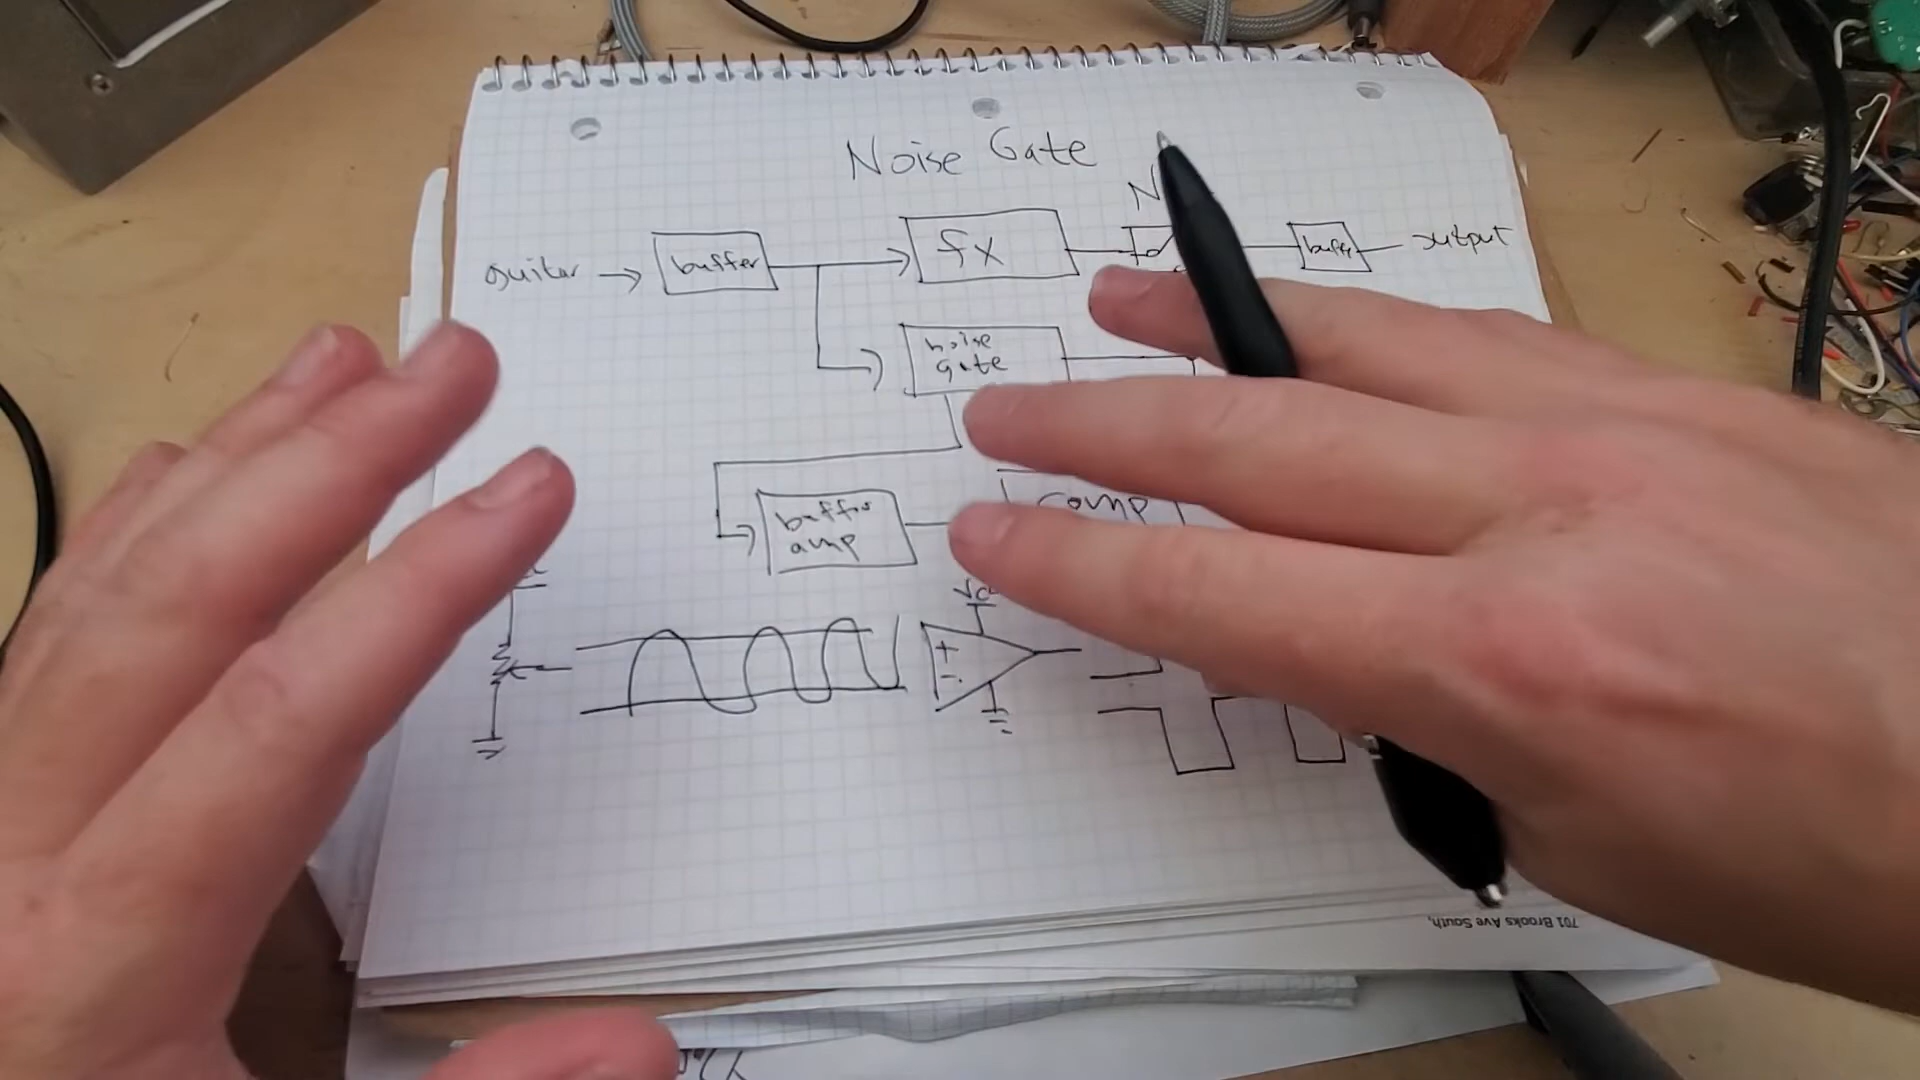 Noise Gate
N
guitar → buffer fx buffer output
noise
gate
comp
buffer
amp
+
-
701 Brooks Ave South,